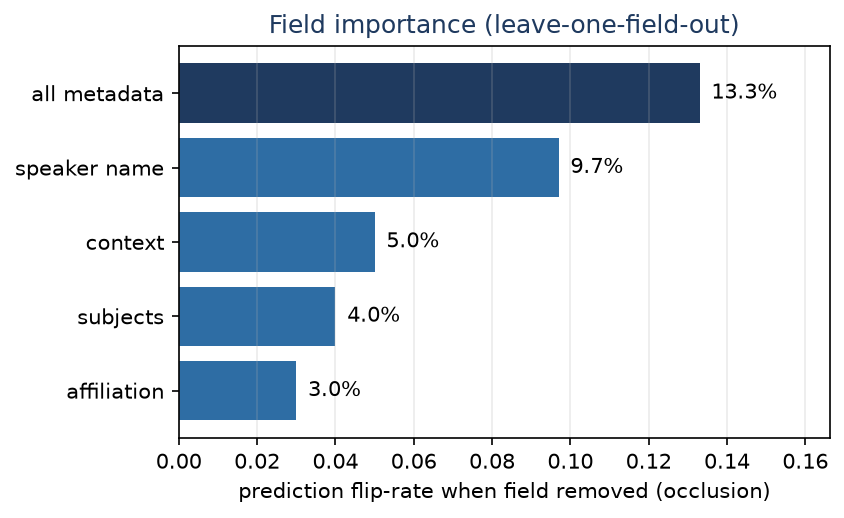 Field importance (leave-one-field-out)
all metadata
13.3%
speaker name
9.7%
context
5.0%
subjects
4.0%
affiliation
3.0%
0.00 0.02 0.04 0.06 0.08 0.10 0.12 0.14 0.16
prediction flip-rate when field removed (occlusion)